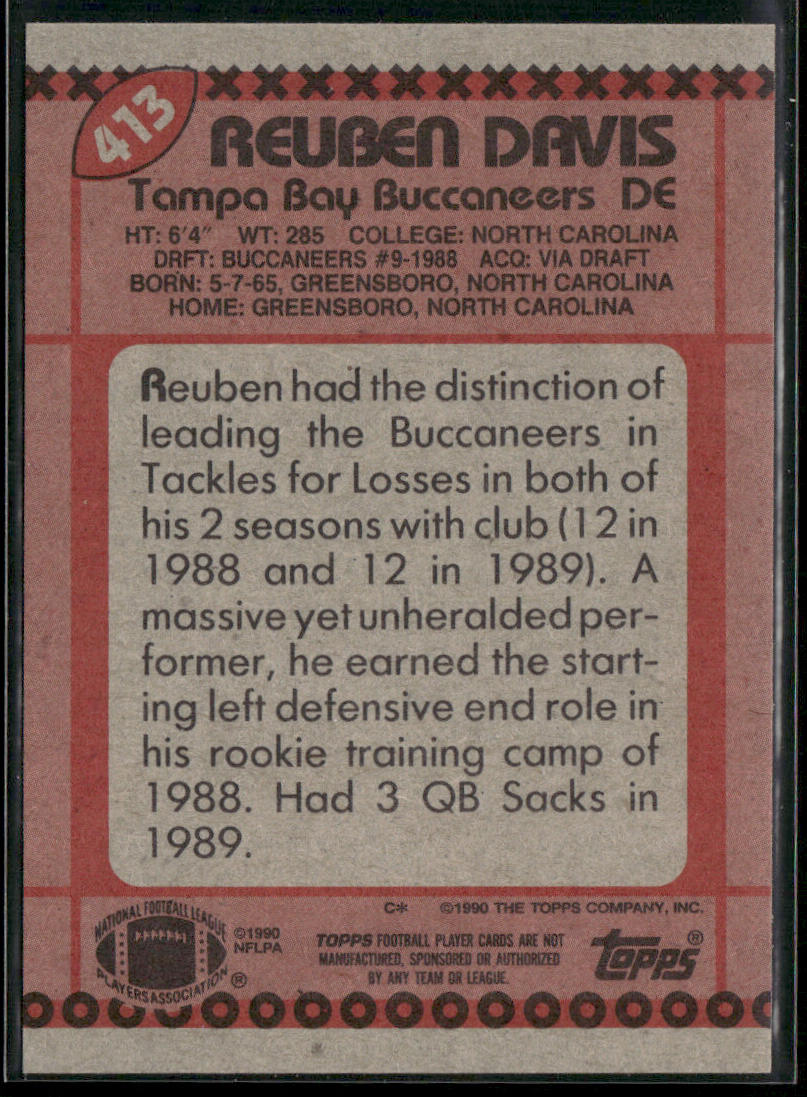 413
REUBEN DAVIS
Tampa Bay Buccaneers DE
HT: 6'4" WT: 285 COLLEGE: NORTH CAROLINA
DRFT: BUCCANEERS #9-1988 ACQ: VIA DRAFT
BORN: 5-7-65, GREENSBORO, NORTH CAROLINA
HOME: GREENSBORO, NORTH CAROLINA
Reuben had the distinction of
leading the Buccaneers in
Tackles for Losses in both of
his 2 seasons with club (12 in
1988 and 12 in 1989). A
massive yet unheralded per-
former, he earned the start-
ing left defensive end role in
his rookie training camp of
1988. Had 3 QB Sacks in
1989.
C* ©1990 THE TOPPS COMPANY, INC.
NATIONAL FOOTBALL LEAGUE
PLAYERS
PLAYERS ASSOCIATION ®
©1990
NFLPA
TOPPS FOOTBALL PLAYER CARDS ARE NOT
MANUFACTURED, SPONSORED OR AUTHORIZED
BY ANY TEAM OR LEAGUE.
topps®